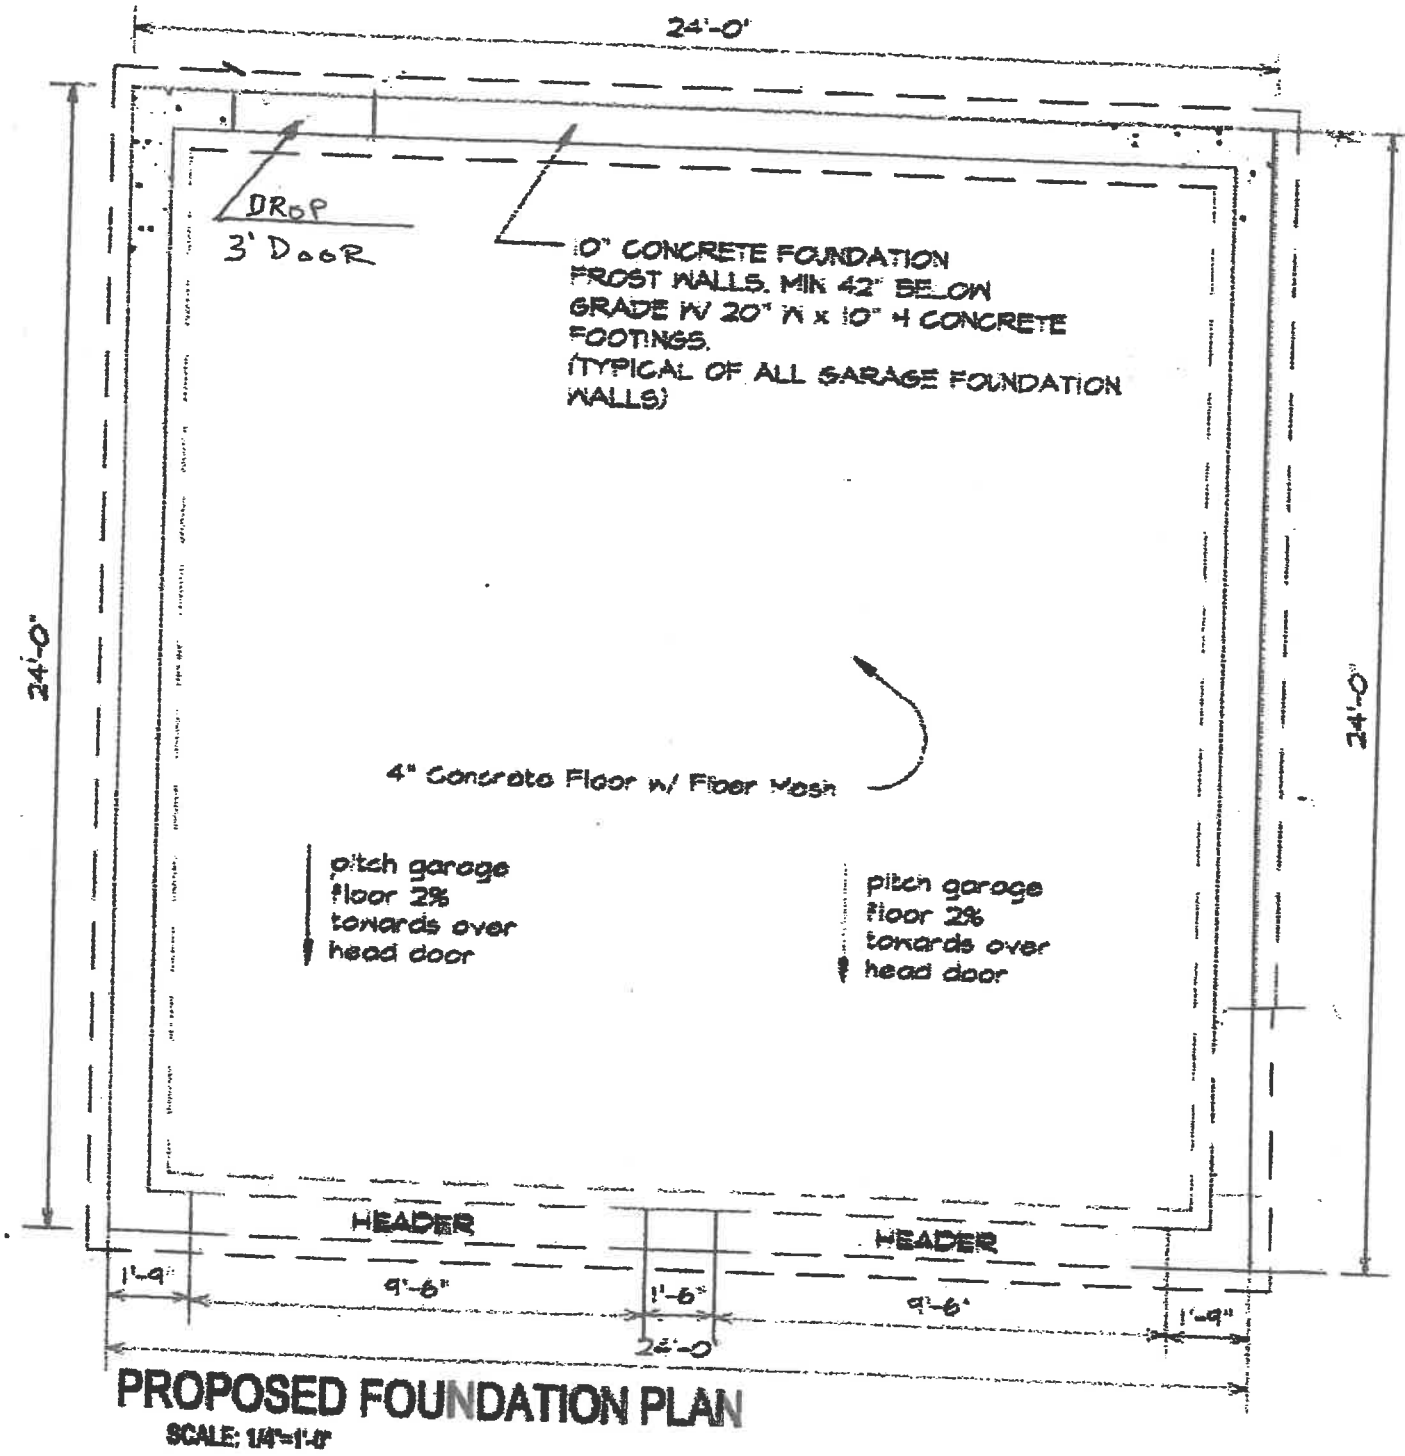 24'-0"
DROP
3' DOOR
10" CONCRETE FOUNDATION
FROST WALLS. MIN 42" BELOW
GRADE W/ 20" W x 10" H CONCRETE
FOOTINGS.
(TYPICAL OF ALL GARAGE FOUNDATION
WALLS)
24'-0"
24'-0"
4" Concrete Floor w/ Fiber Mesh
pitch garage
floor 2%
towards over
head door
pitch garage
floor 2%
towards over
head door
HEADER
HEADER
1'-9"
9'-6"
1'-6"
9'-6"
1'-9"
24'-0"
PROPOSED FOUNDATION PLAN
SCALE: 1/4"=1'-0"